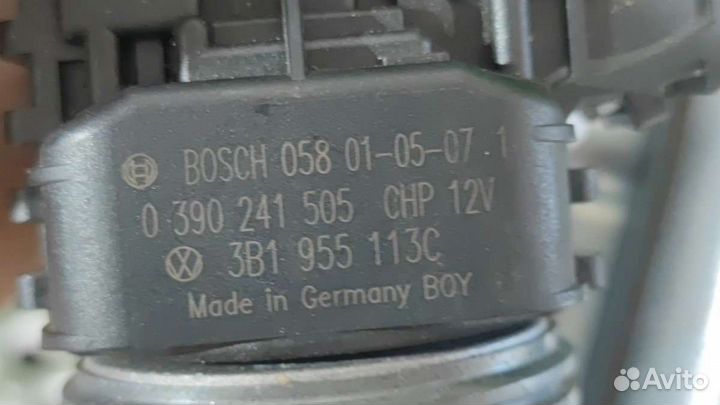 BOSCH 058 01-05-07.1
0 390 241 505 CHP 12V
3B1 955 113C
Made in Germany BOY
Avito